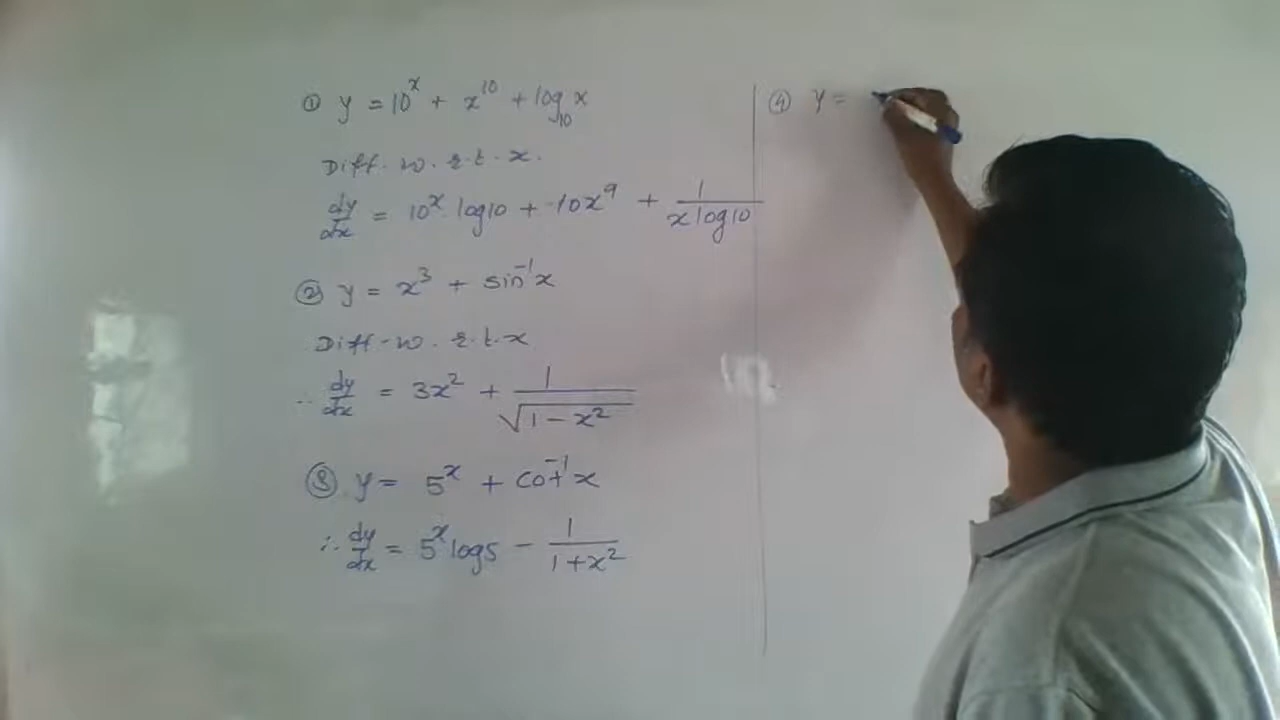 ① y = 10^x + x^10 + log_10 x
Diff. w. r. t. x.
dy/dx = 10^x. log10 + 10x^9 + 1/(x log10)
② y = x^3 + sin^-1 x
Diff. w. r. t. x
∴ dy/dx = 3x^2 + 1/√(1-x^2)
③ y = 5^x + cot^-1 x
∴ dy/dx = 5^x log5 - 1/(1+x^2)
④ y =